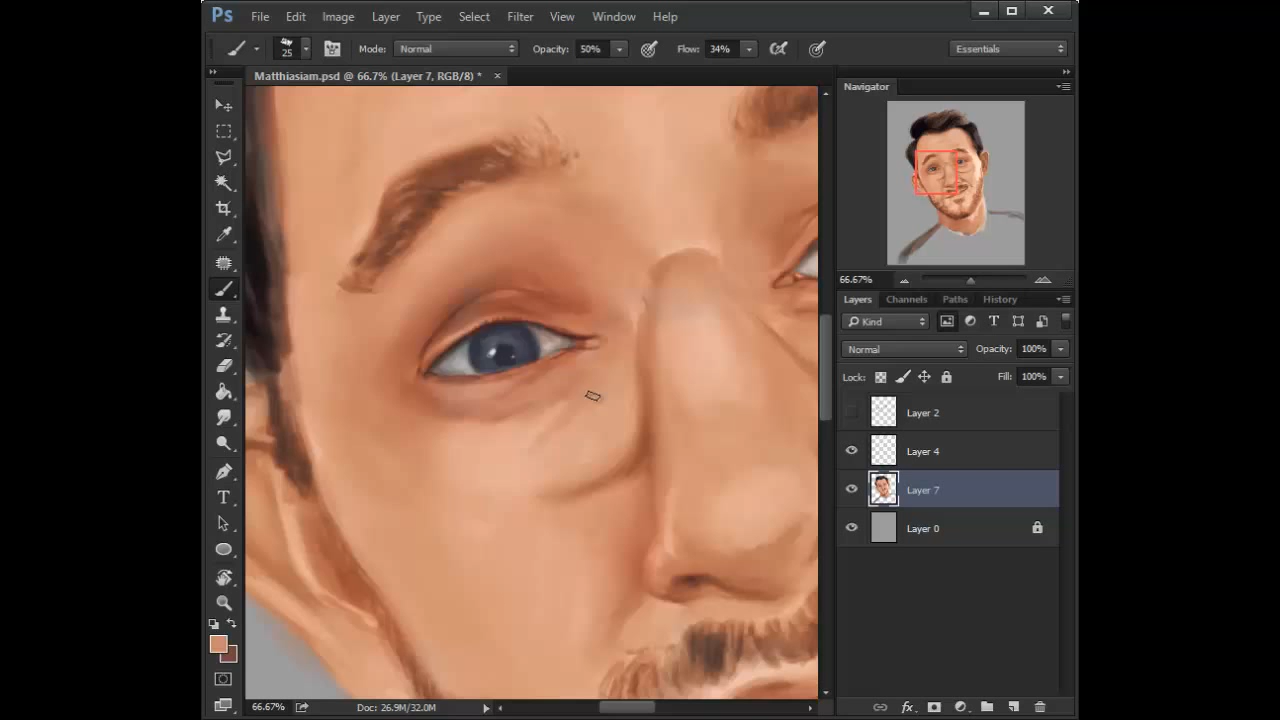 Ps File Edit Image Layer Type Select Filter View Window Help
25 Mode: Normal Opacity: 50% Flow: 34% Essentials
Matthiasiam.psd @ 66.7% (Layer 7, RGB/8) * ×
Navigator
66.67%
Layers Channels Paths History
Kind T
Normal Opacity: 100%
Lock: Fill: 100%
Layer 2
Layer 4
Layer 7
Layer 0
T
66.67% Doc: 26.9M/32.0M
fx